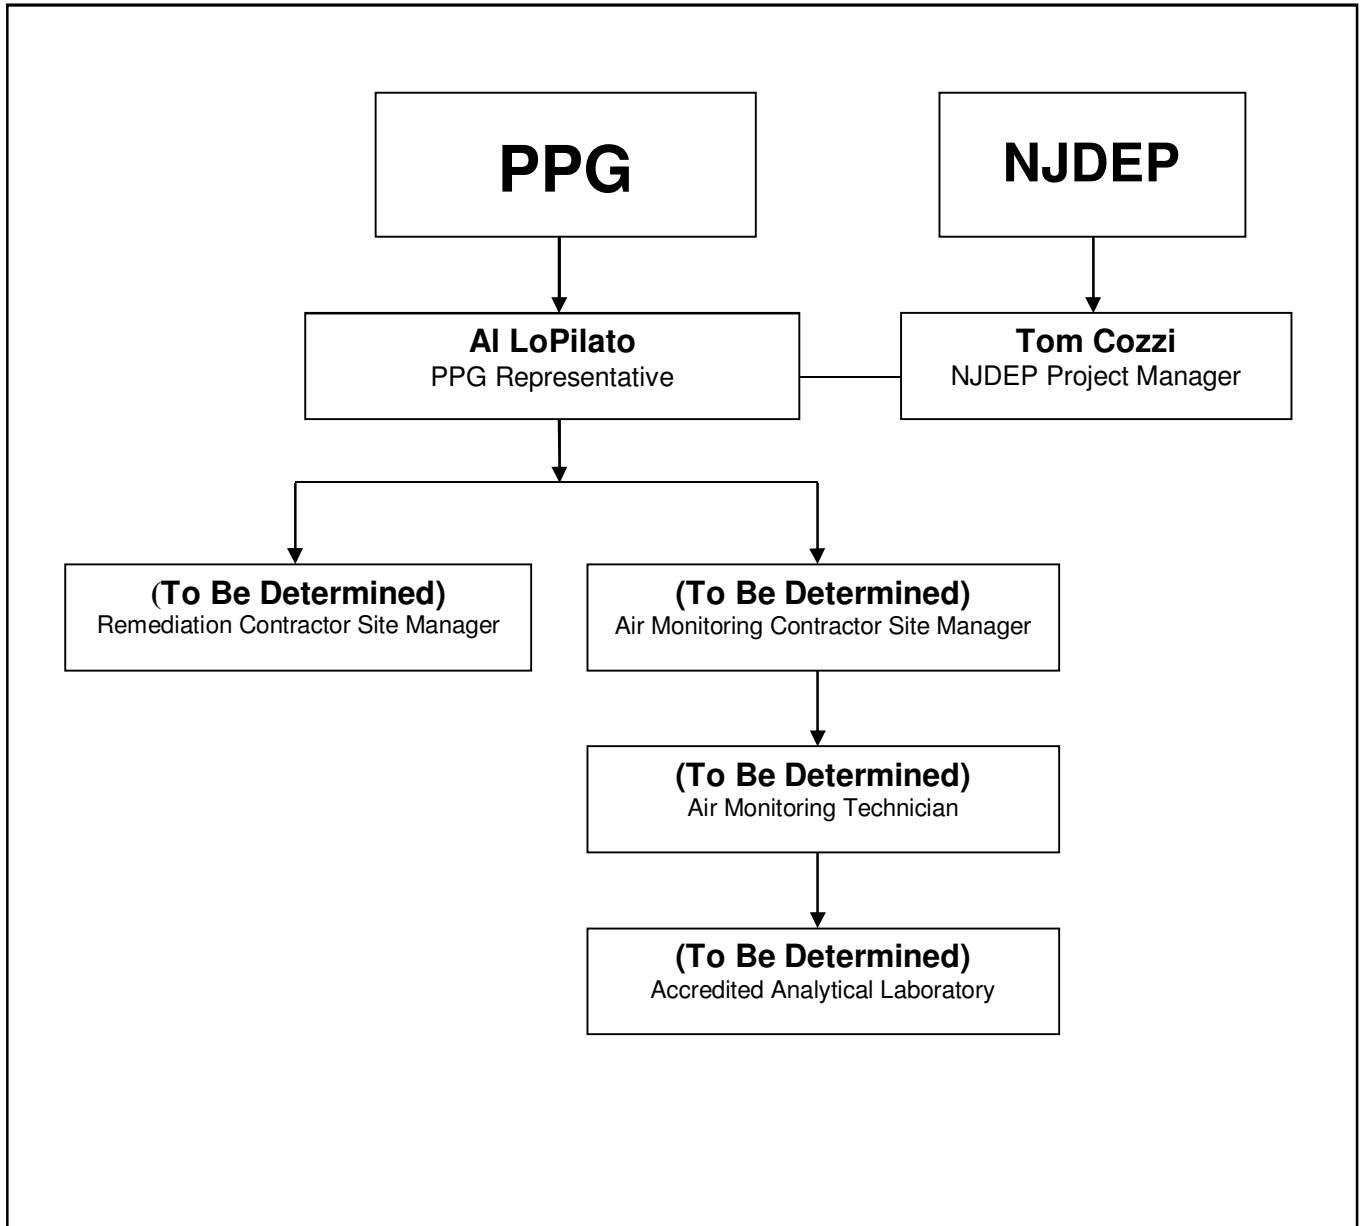 PPG
NJDEP
Al LoPilato
PPG Representative
Tom Cozzi
NJDEP Project Manager
(To Be Determined)
Remediation Contractor Site Manager
(To Be Determined)
Air Monitoring Contractor Site Manager
(To Be Determined)
Air Monitoring Technician
(To Be Determined)
Accredited Analytical Laboratory